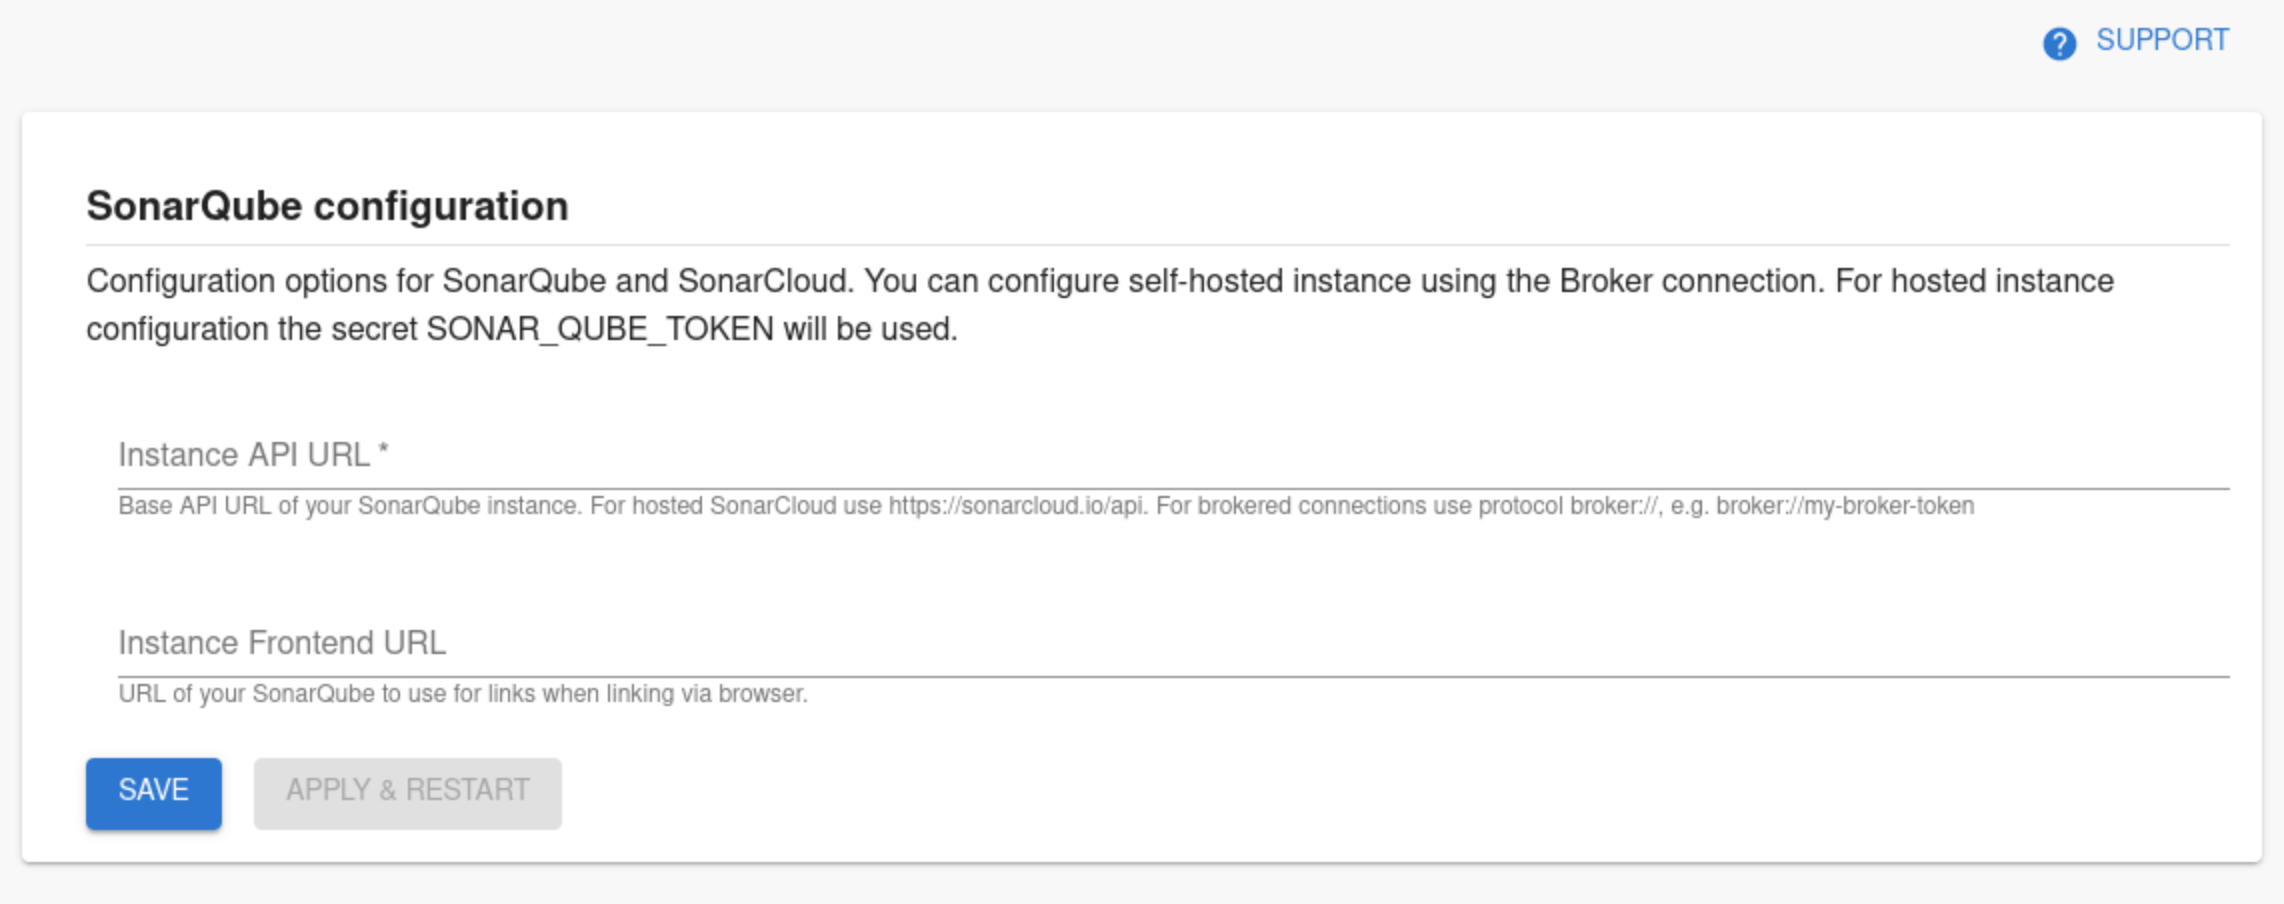 SUPPORT
SonarQube configuration
Configuration options for SonarQube and SonarCloud. You can configure self-hosted instance using the Broker connection. For hosted instance
configuration the secret SONAR_QUBE_TOKEN will be used.
Instance API URL *
Base API URL of your SonarQube instance. For hosted SonarCloud use https://sonarcloud.io/api. For brokered connections use protocol broker://, e.g. broker://my-broker-token
Instance Frontend URL
URL of your SonarQube to use for links when linking via browser.
SAVE APPLY & RESTART